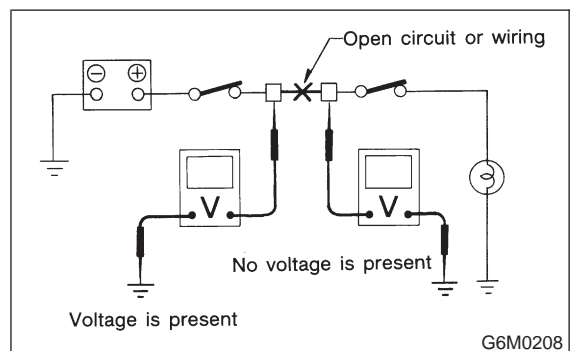 Open circuit or wiring
⊖ ⊕
V
V
No voltage is present
Voltage is present
G6M0208